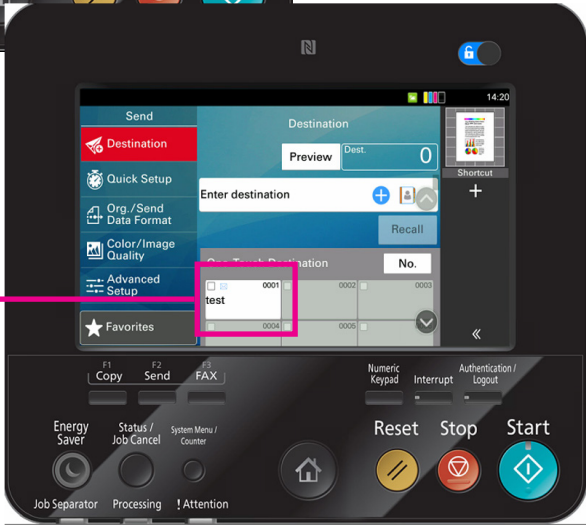 14:20
Send
Destination
Destination
Preview
Dest.
0
Shortcut
Quick Setup
Enter destination
Org./Send
Data Format
Recall
Color/Image
Quality
One Touch Destination
No.
Advanced
Setup
0001
0002
0003
test
Favorites
0004
0005
F1
Copy
F2
Send
F3
FAX
Numeric
Keypad
Interrupt
Authentication /
Logout
Energy
Saver
Status /
Job Cancel
System Menu /
Counter
Reset
Stop
Start
Job Separator
Processing
! Attention